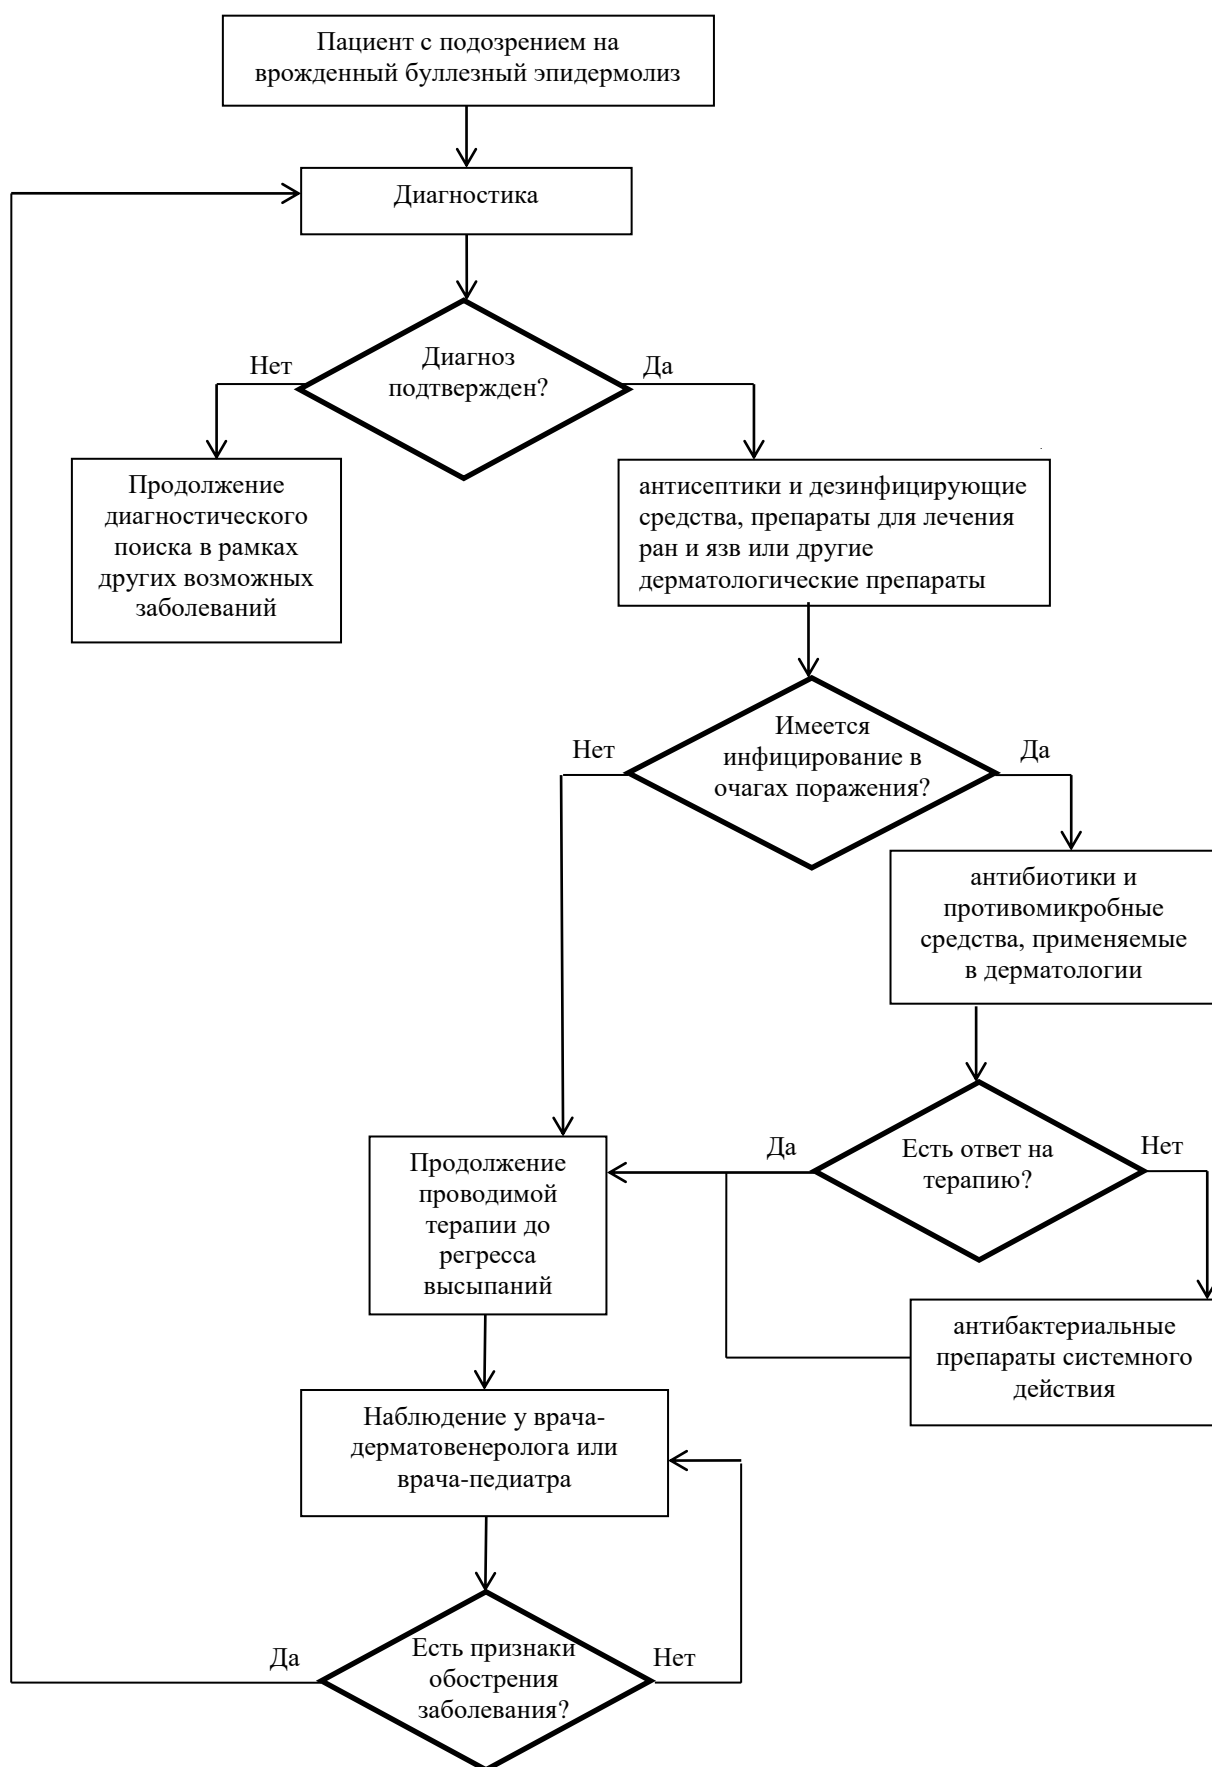 Пациент с подозрением на
врожденный буллезный эпидермолиз
Диагностика
Диагноз
подтвержден?
Нет
Да
Продолжение
диагностического
поиска в рамках
других возможных
заболеваний
антисептики и дезинфицирующие
средства, препараты для лечения
ран и язв или другие
дерматологические препараты
Имеется
инфицирование в
очагах поражения?
Нет
Да
антибиотики и
противомикробные
средства, применяемые
в дерматологии
Есть ответ на
терапию?
Да
Нет
Продолжение
проводимой
терапии до
регресса
высыпаний
антибактериальные
препараты системного
действия
Наблюдение у врача-
дерматовенеролога или
врача-педиатра
Есть признаки
обострения
заболевания?
Да
Нет